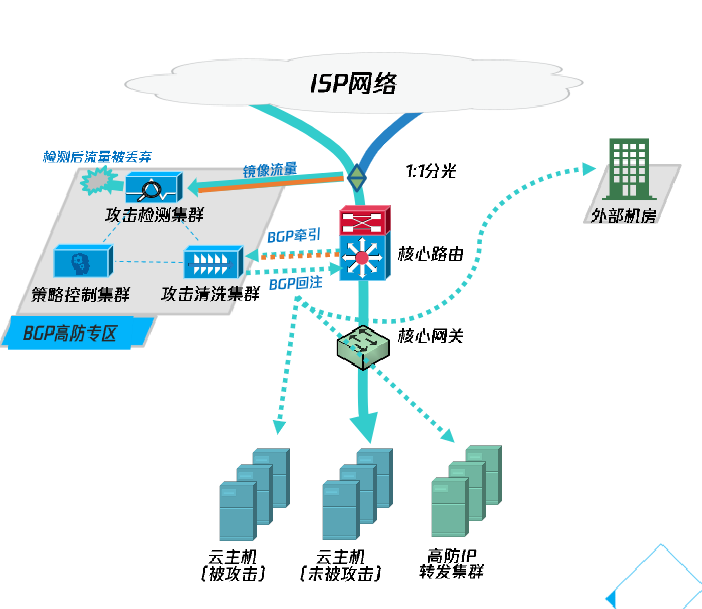 ISP网络
检测后流量被丢弃
镜像流量
1:1分光
攻击检测集群
外部机房
BGP牵引
核心路由
BGP回注
策略控制集群
攻击清洗集群
BGP高防专区
核心网关
云主机
(被攻击)
云主机
(未被攻击)
高防IP
转发集群